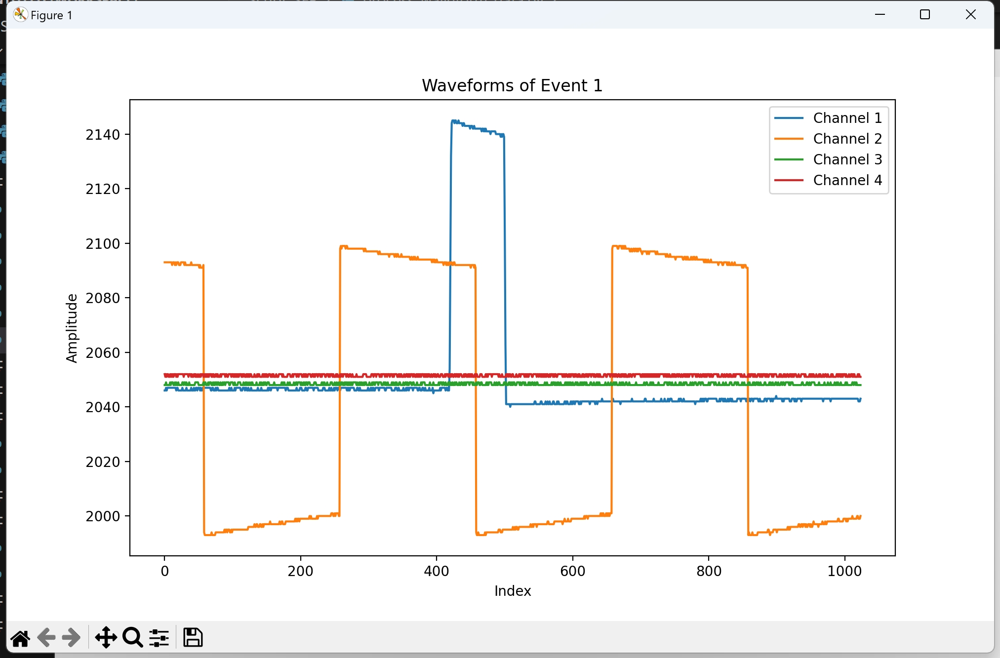 Figure 1
Waveforms of Event 1
Channel 1
Channel 2
Channel 3
Channel 4
Amplitude
2140
2120
2100
2080
2060
2040
2020
2000
0 200 400 600 800 1000
Index